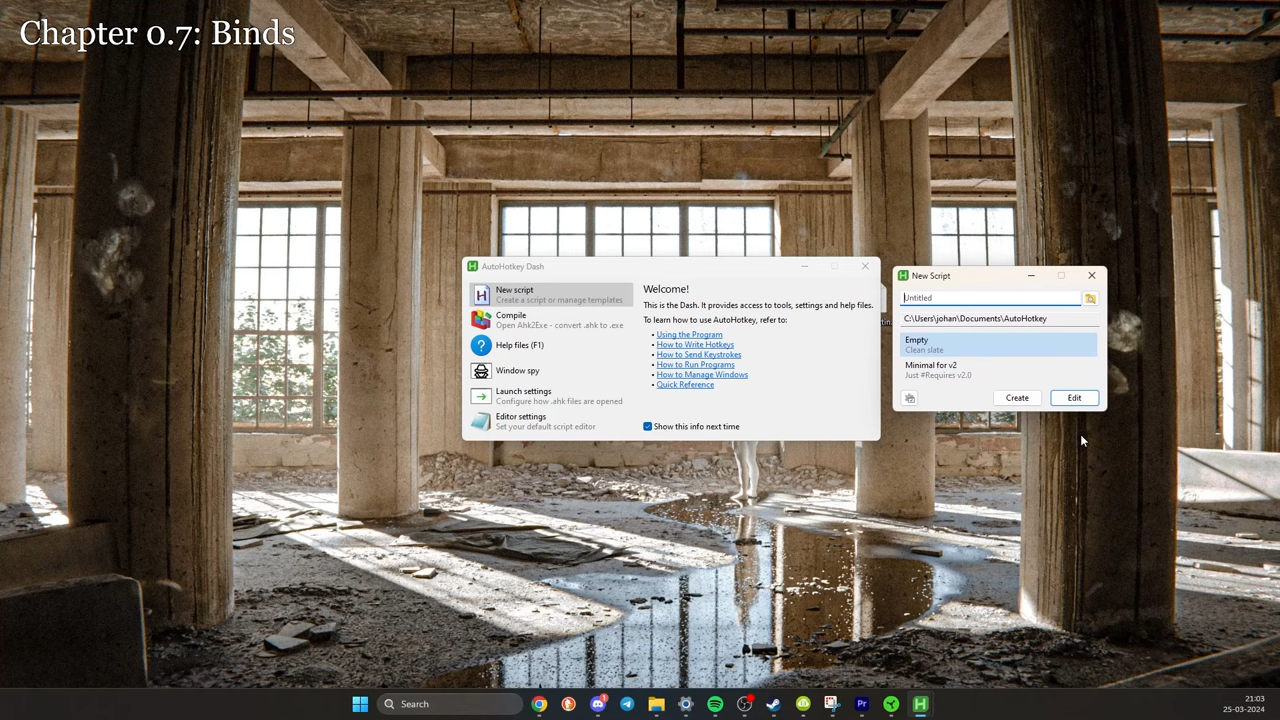 Chapter 0.7: Binds
AutoHotkey Dash
New script
Create a script or manage templates
Compile
Open Ahk2Exe - convert .ahk to .exe
Help files (F1)
Window spy
Launch settings
Configure how .ahk files are opened
Editor settings
Set your default script editor
Welcome!
This is the Dash. It provides access to tools, settings and help files.
To learn how to use AutoHotkey, refer to:
• Using the Program
• How to Write Hotkeys
• How to Send Keystrokes
• How to Run Programs
• How to Manage Windows
• Quick Reference
Show this info next time
New Script
Untitled
C:\Users\johan\Documents\AutoHotkey
Empty
Clean slate
Minimal for v2
Just #Requires v2.0
Create
Edit
Search
1
Pr
21:03
25-03-2024